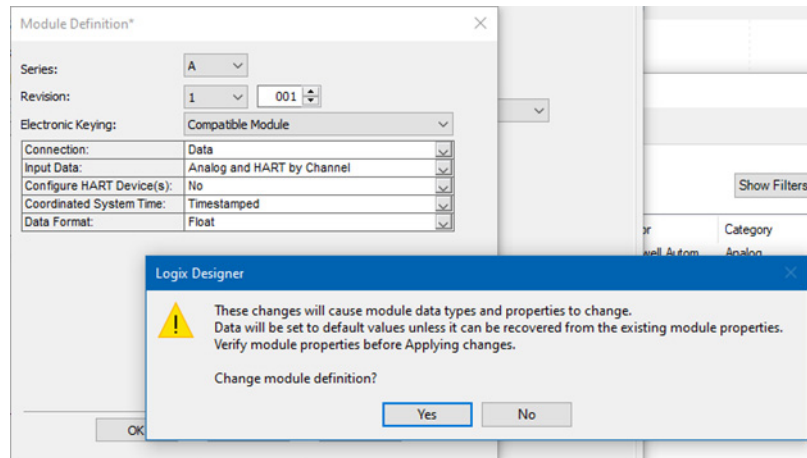 Module Definition*
Series:
A
Revision:
1
001
Electronic Keying:
Compatible Module
Connection:
Data
Input Data:
Analog and HART by Channel
Configure HART Device(s):
No
Coordinated System Time:
Timestamped
Data Format:
Float
Show Filters
Category
Analog
Logix Designer
These changes will cause module data types and properties to change.
Data will be set to default values unless it can be recovered from the existing module properties.
Verify module properties before Applying changes.
Change module definition?
Yes
No
OK